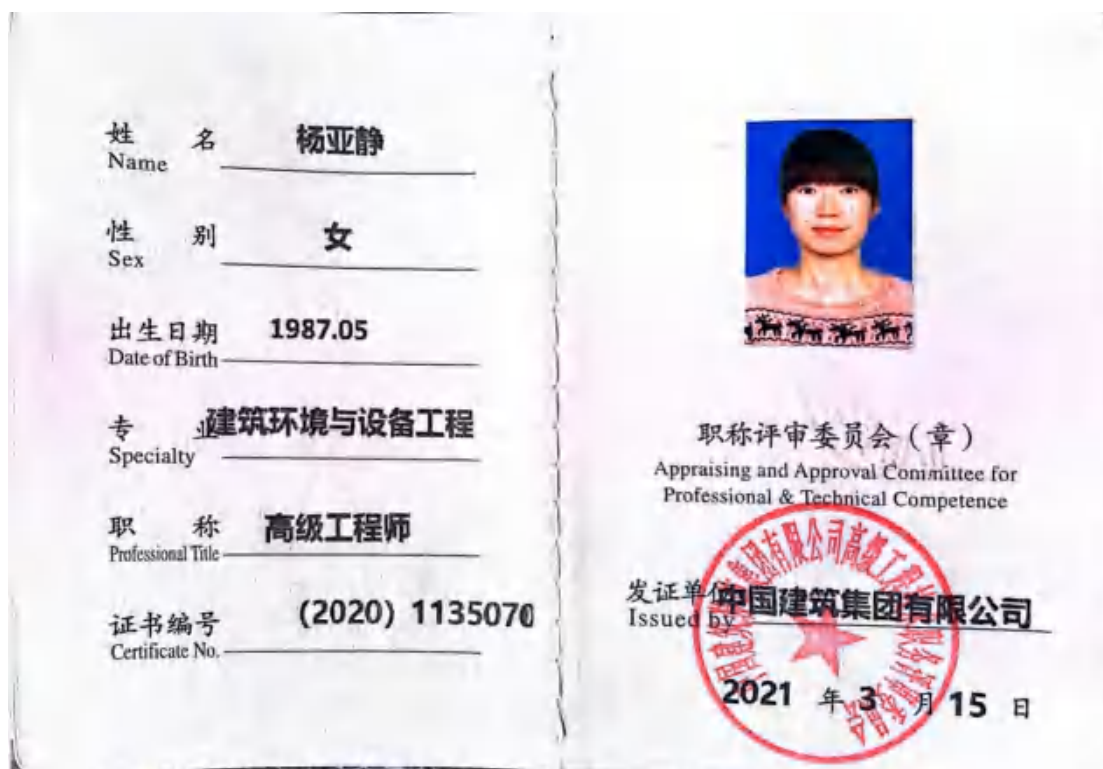 姓 名 杨亚静
Name
性 别 女
Sex
出生日期 1987.05
Date of Birth
专 业 建筑环境与设备工程
Specialty
职 称 高级工程师
Professional Title
证书编号 (2020) 1135070
Certificate No.
职称评审委员会（章）
Appraising and Approval Committee for
Professional & Technical Competence
发证单位 中国建筑集团有限公司
Issued by
2021 年 3 月 15 日